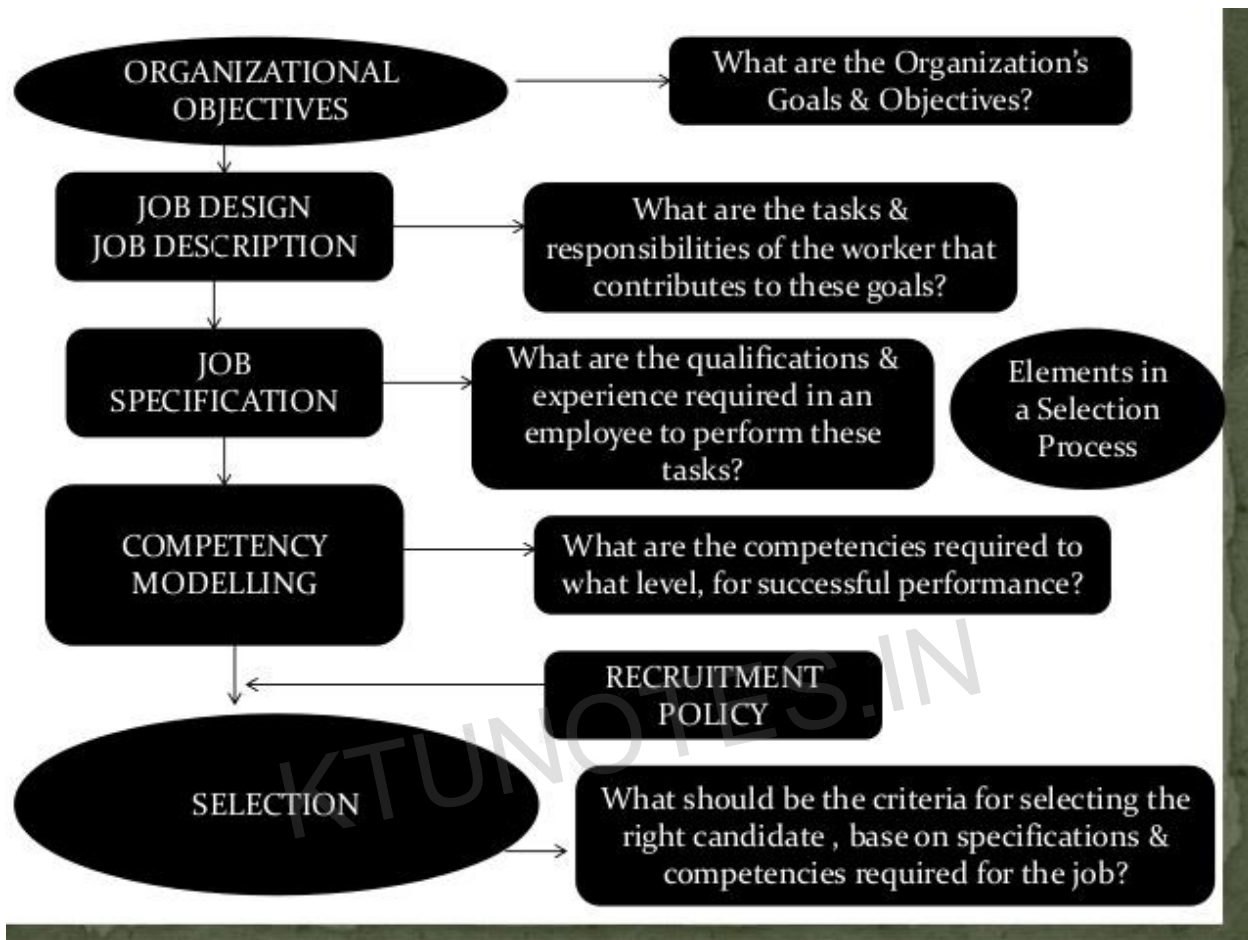 ORGANIZATIONAL
OBJECTIVES
What are the Organization's
Goals & Objectives?
JOB DESIGN
JOB DESCRIPTION
What are the tasks &
responsibilities of the worker that
contributes to these goals?
JOB
SPECIFICATION
What are the qualifications &
experience required in an
employee to perform these
tasks?
Elements in
a Selection
Process
COMPETENCY
MODELLING
What are the competencies required to
what level, for successful performance?
RECRUITMENT
POLICY
KTUNOTES.IN
SELECTION
What should be the criteria for selecting the
right candidate , base on specifications &
competencies required for the job?